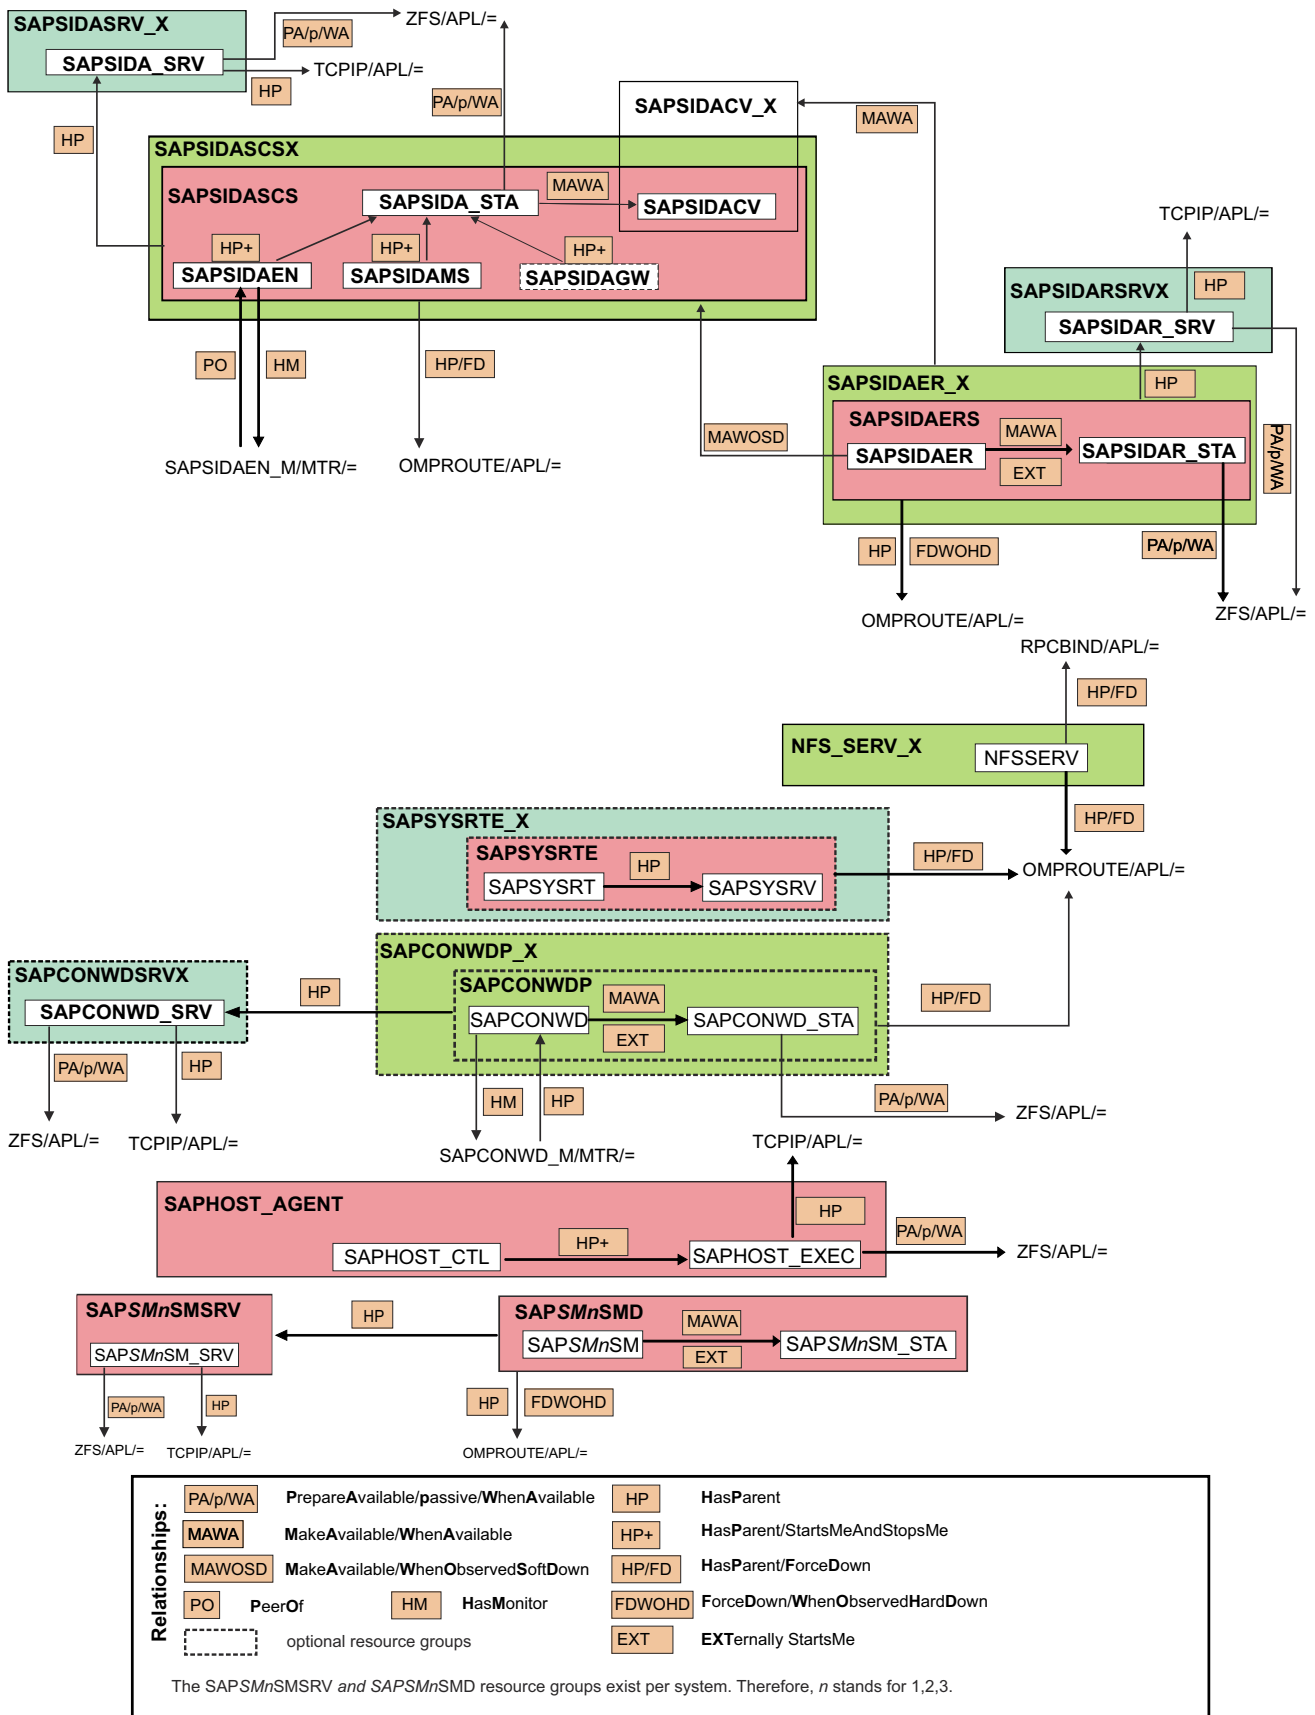 SAPSIDASRV_X
SAPSIDA_SRV
PA/p/WA
ZFS/APL/=
HP
TCPIP/APL/=
PA/p/WA
HP
SAPSIDACV_X
MAWA
SAPSIDASCSX
SAPSIDASCS
SAPSIDA_STA
MAWA
SAPSIDACV
HP+
HP+
HP+
SAPSIDAEN
SAPSIDAMS
SAPSIDAGW
PO
HM
HP/FD
SAPSIDAEN_M/MTR/=
OMPROUTE/APL/=
MAWOSD
TCPIP/APL/=
HP
SAPSIDARSRVX
SAPSIDAR_SRV
HP
SAPSIDAER_X
SAPSIDAERS
SAPSIDAER
MAWA
EXT
SAPSIDAR_STA
PA/p/WA
HP
FDWOHD
PA/p/WA
OMPROUTE/APL/=
ZFS/APL/=
RPCBIND/APL/=
HP/FD
NFS_SERV_X
NFSSERV
HP/FD
OMPROUTE/APL/=
SAPSYSRTE_X
SAPSYSRTE
SAPSYSRT
HP
SAPSYSRV
HP/FD
SAPCONWDSRVX
SAPCONWD_SRV
HP
PA/p/WA
HP
ZFS/APL/=
TCPIP/APL/=
SAPCONWDP_X
SAPCONWDP
SAPCONWD
MAWA
EXT
SAPCONWD_STA
HP/FD
HM
HP
PA/p/WA
ZFS/APL/=
SAPCONWD_M/MTR/=
TCPIP/APL/=
SAPHOST_AGENT
HP
SAPHOST_CTL
HP+
SAPHOST_EXEC
PA/p/WA
ZFS/APL/=
SAPSMnSMSRV
SAPSMnSM_SRV
HP
PA/p/WA
HP
ZFS/APL/=
TCPIP/APL/=
SAPSMnSMD
SAPSMnSM
MAWA
EXT
SAPSMnSM_STA
HP
FDWOHD
OMPROUTE/APL/=
Relationships:
PA/p/WA PrepareAvailable/passive/WhenAvailable
HP HasParent
MAWA MakeAvailable/WhenAvailable
HP+ HasParent/StartsMeAndStopsMe
MAWOSD MakeAvailable/WhenObservedSoftDown
HP/FD HasParent/ForceDown
PO PeerOf
HM HasMonitor
FDWOHD ForceDown/WhenObservedHardDown
optional resource groups
EXT EXTernally StartsMe
The SAPSMnSMSRV and SAPSMnSMD resource groups exist per system. Therefore, n stands for 1,2,3.